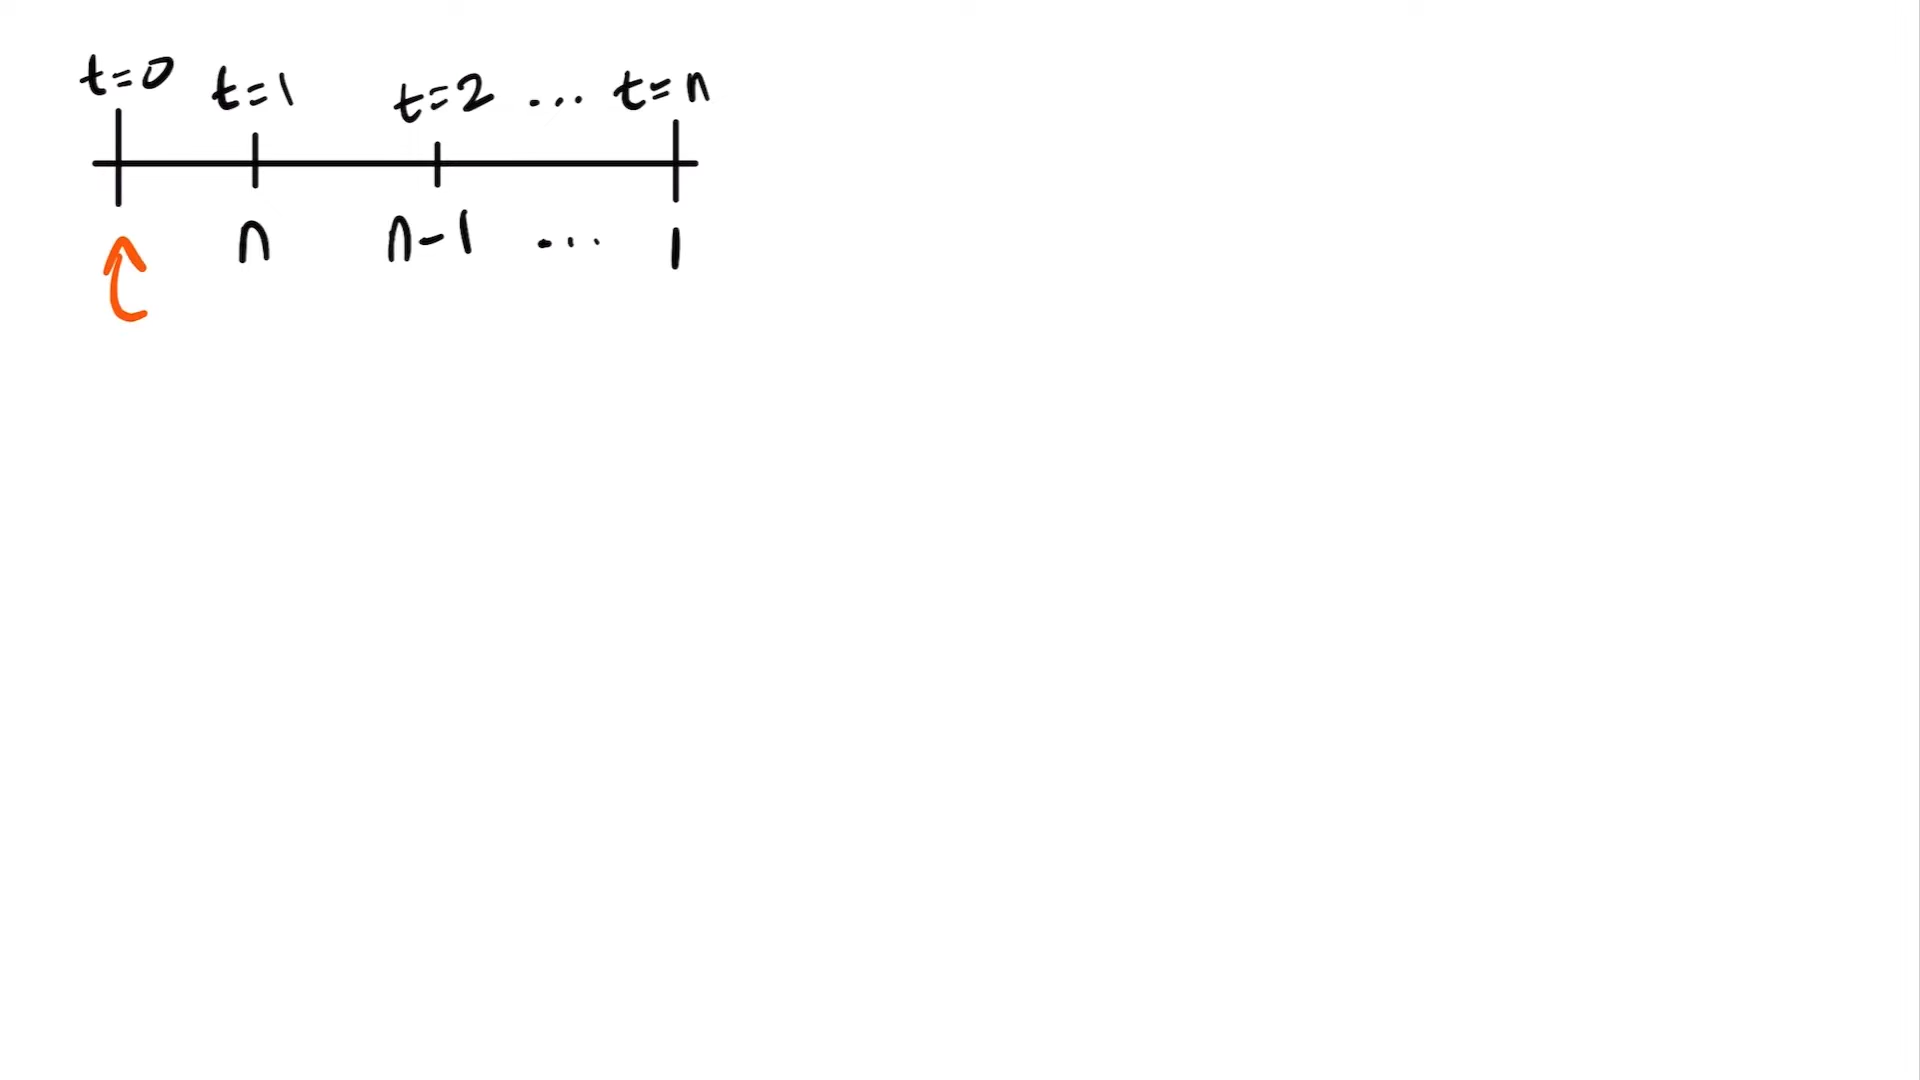 t=0 t=1 t=2 ... t=n
n n-1 ... 1